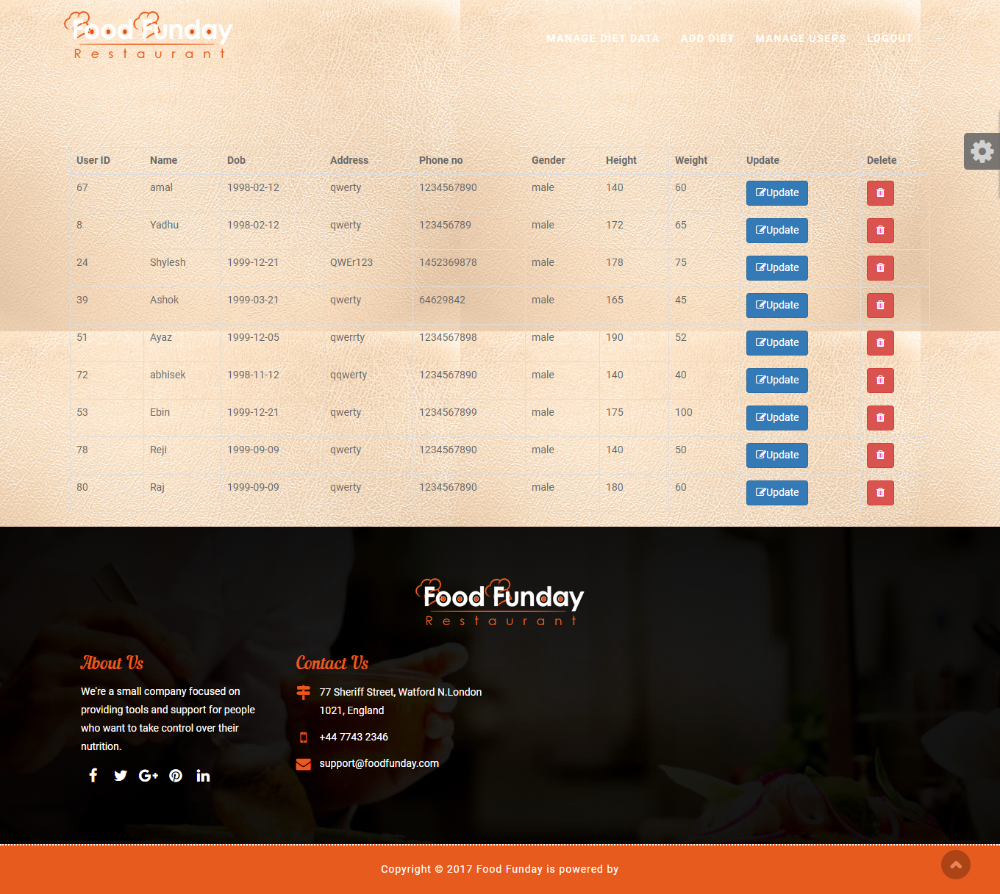 Food Funday
Restaurant
MANAGE DIET DATA ADD DIET MANAGE USERS LOGOUT
User ID Name Dob Address Phone no Gender Height Weight Update Delete
67 amal 1998-02-12 qwerty 1234567890 male 140 60 Update
8 Yadhu 1998-02-12 qwerty 123456789 male 172 65 Update
24 Shylesh 1999-12-21 QWEr123 1452369878 male 178 75 Update
39 Ashok 1999-03-21 qwerty 64629842 male 165 45 Update
51 Ayaz 1999-12-05 qwerrty 1234567898 male 190 52 Update
72 abhisek 1998-11-12 qqwerty 1234567890 male 140 40 Update
53 Ebin 1999-12-21 qwerty 1234567899 male 175 100 Update
78 Reji 1999-09-09 qwerty 1234567890 male 140 50 Update
80 Raj 1999-09-09 qwerty 1234567890 male 180 60 Update
Food Funday
Restaurant
About Us
We're a small company focused on
providing tools and support for people
who want to take control over their
nutrition.
Contact Us
77 Sheriff Street, Watford N.London
1021, England
+44 7743 2346
support@foodfunday.com
Copyright © 2017 Food Funday is powered by